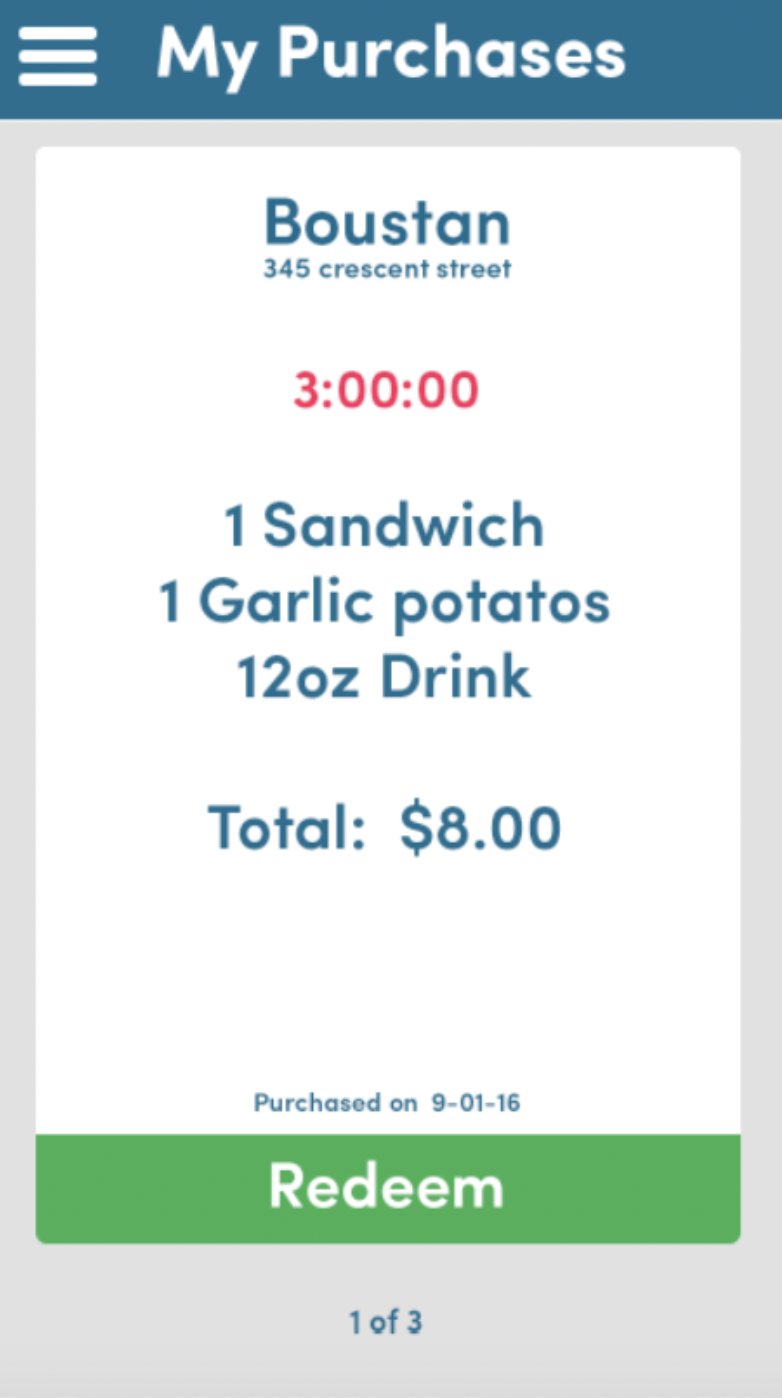 My Purchases
Boustan
345 crescent street
3:00:00
1 Sandwich
1 Garlic potatos
12oz Drink
Total: $8.00
Purchased on 9-01-16
Redeem
1 of 3